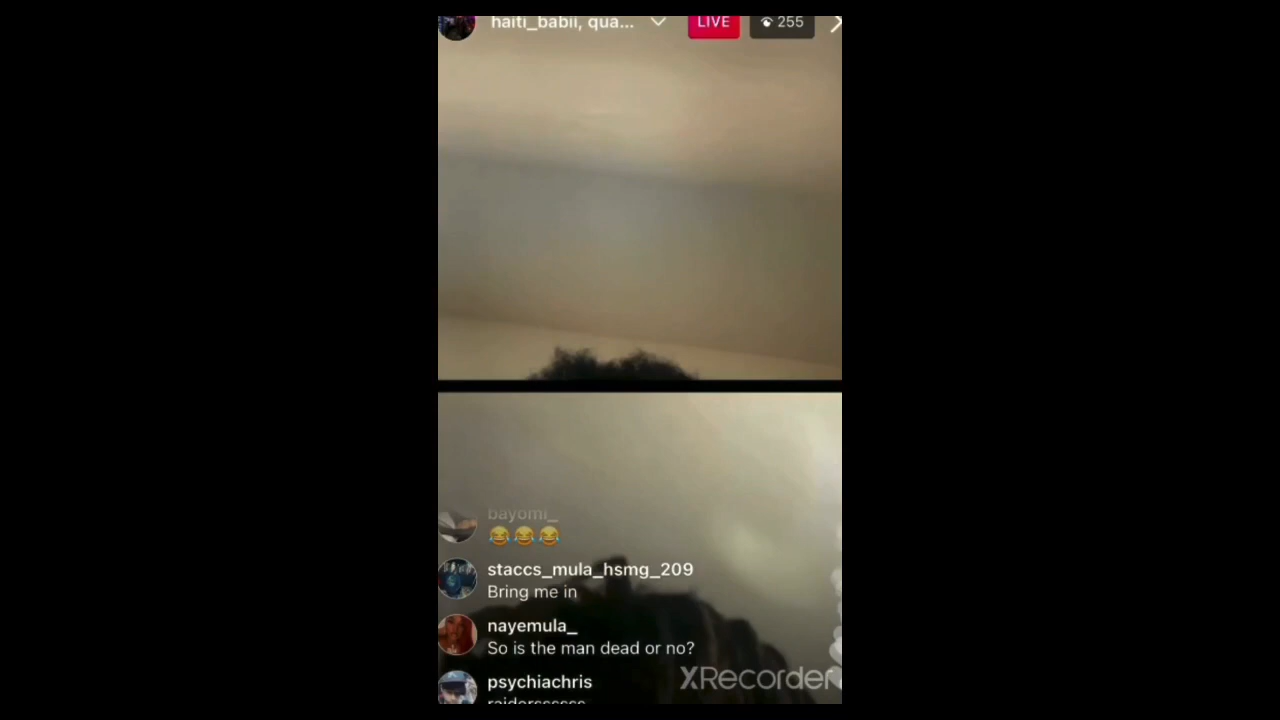 haiti_babii, qua...
LIVE
255
bayomi_
😂😂😂
staccs_mula_hsmg_209
Bring me in
nayemula_
So is the man dead or no?
psychiachris
raiderssssss
XRecorder